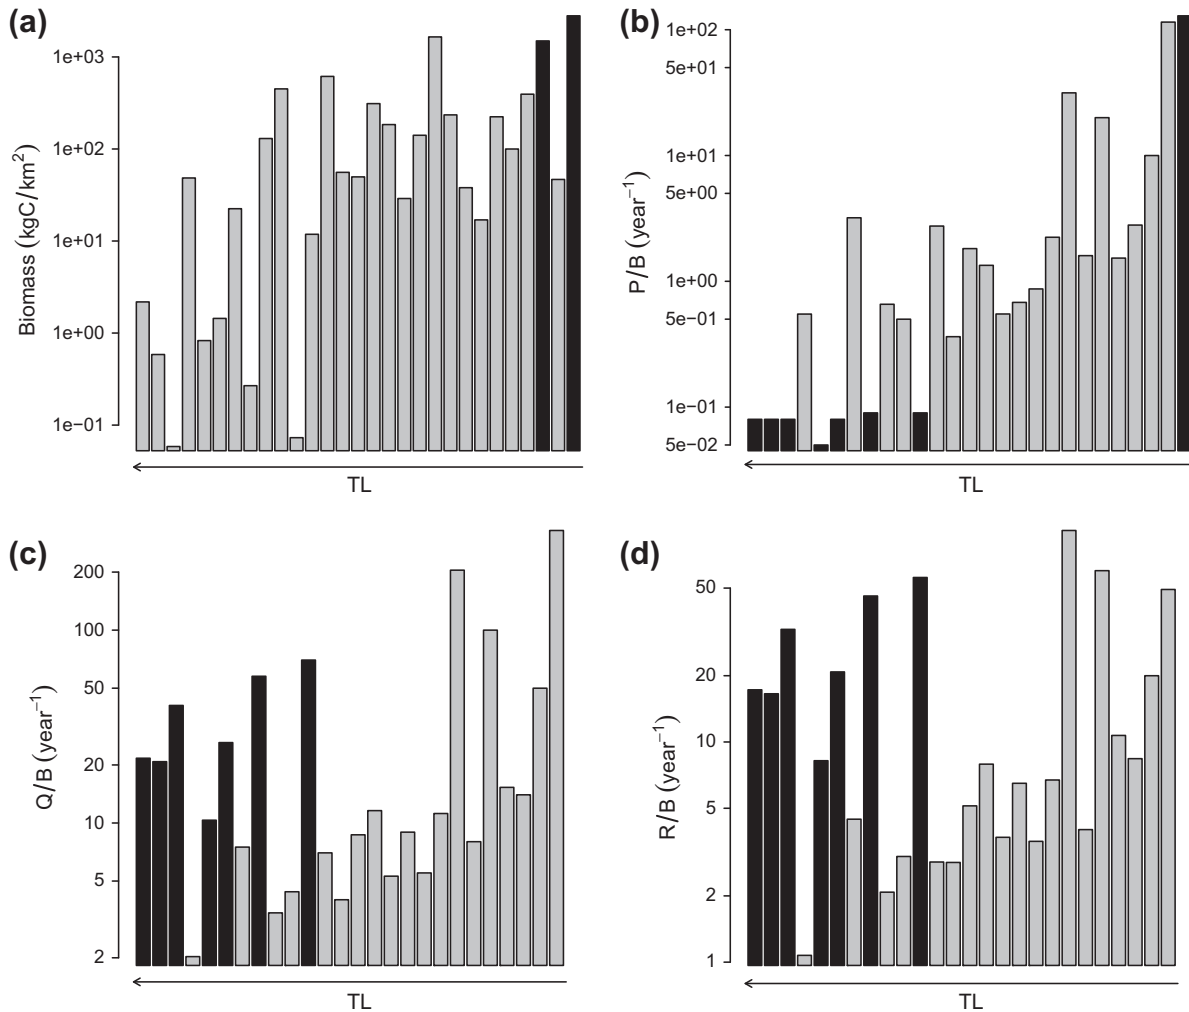 (a)
Biomass (kgC/km²)
1e+03
1e+02
1e+01
1e+00
1e−01
TL
(b)
P/B (year⁻¹)
1e+02
5e+01
1e+01
5e+00
1e+00
5e−01
1e−01
5e−02
TL
(c)
Q/B (year⁻¹)
200
100
50
20
10
5
2
TL
(d)
R/B (year⁻¹)
50
20
10
5
2
1
TL